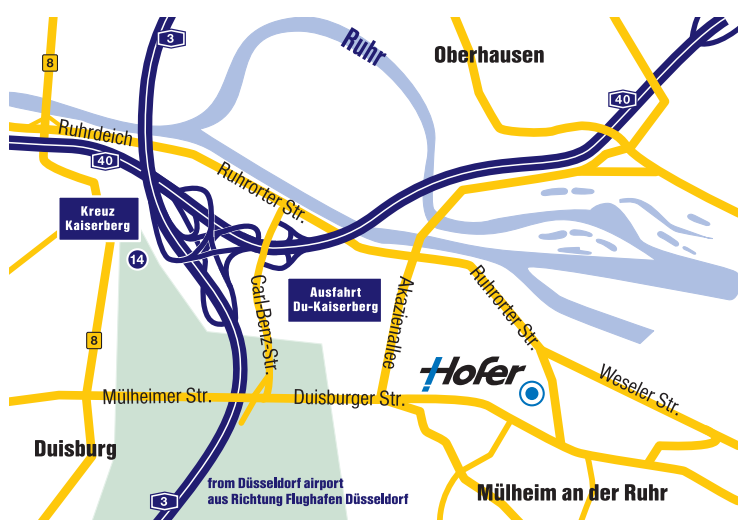 3
Ruhr
Oberhausen
8
40
Ruhrdeich
40
Ruhrorter Str.
Kreuz
Kaiserberg
14
Ausfahrt
Du-Kaiserberg
Carl-Benz-Str.
Akazienallee
Ruhrorter Str.
8
Hofer
Weseler Str.
Mülheimer Str.
Duisburger Str.
Duisburg
from Düsseldorf airport
aus Richtung Flughafen Düsseldorf
3
Mülheim an der Ruhr